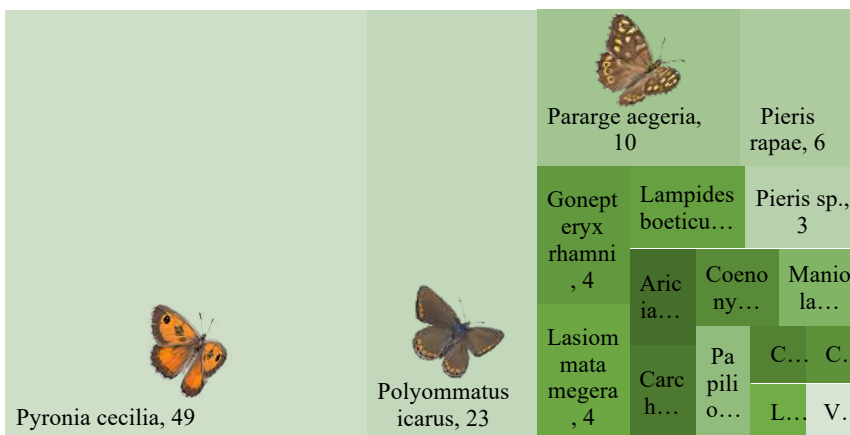 Pyronia cecilia, 49
Polyommatus
icarus, 23
Pararge aegeria,
10
Pieris
rapae, 6
Gonept
eryx
rhamni
, 4
Lasiom
mata
megera
, 4
Lampides
boeticu…
Pieris sp.,
3
Aric
ia…
Carc
h…
Coeno
ny…
Manio
la…
Pa
pili
o…
C…
C.
L…
V.